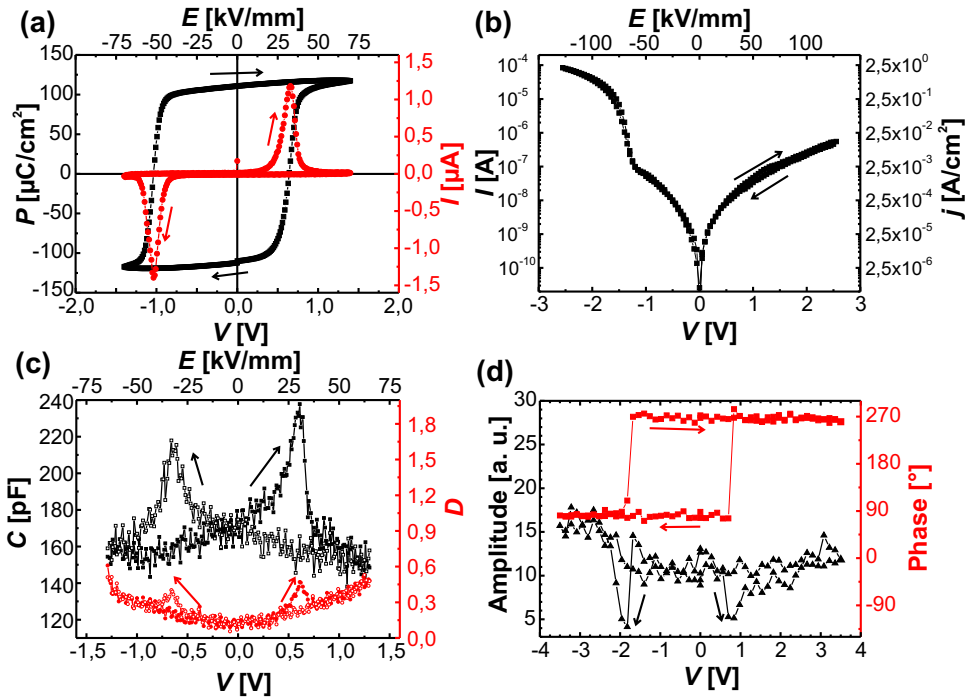 (a)
E [kV/mm]
-75 -50 -25 0 25 50 75
150
100
50
0
-50
-100
-150
P [µC/cm²]
1,5
1,0
0,5
0,0
-0,5
-1,0
-1,5
I [µA]
-2,0 -1,0 0,0 1,0 2,0
V [V]
(b)
E [kV/mm]
-100 -50 0 50 100
10⁻⁴
10⁻⁵
10⁻⁶
10⁻⁷
10⁻⁸
10⁻⁹
10⁻¹⁰
I [A]
2,5x10⁰
2,5x10⁻¹
2,5x10⁻²
2,5x10⁻³
2,5x10⁻⁴
2,5x10⁻⁵
2,5x10⁻⁶
j [A/cm²]
-3 -2 -1 0 1 2 3
V [V]
(c)
E [kV/mm]
-75 -50 -25 0 25 50 75
240
220
200
180
160
140
120
C [pF]
1,8
1,5
1,2
0,9
0,6
0,3
0,0
D
-1,5 -1,0 -0,5 0,0 0,5 1,0 1,5
V [V]
(d)
30
25
20
15
10
5
Amplitude [a. u.]
270
180
90
0
-90
Phase [°]
-4 -3 -2 -1 0 1 2 3 4
V [V]